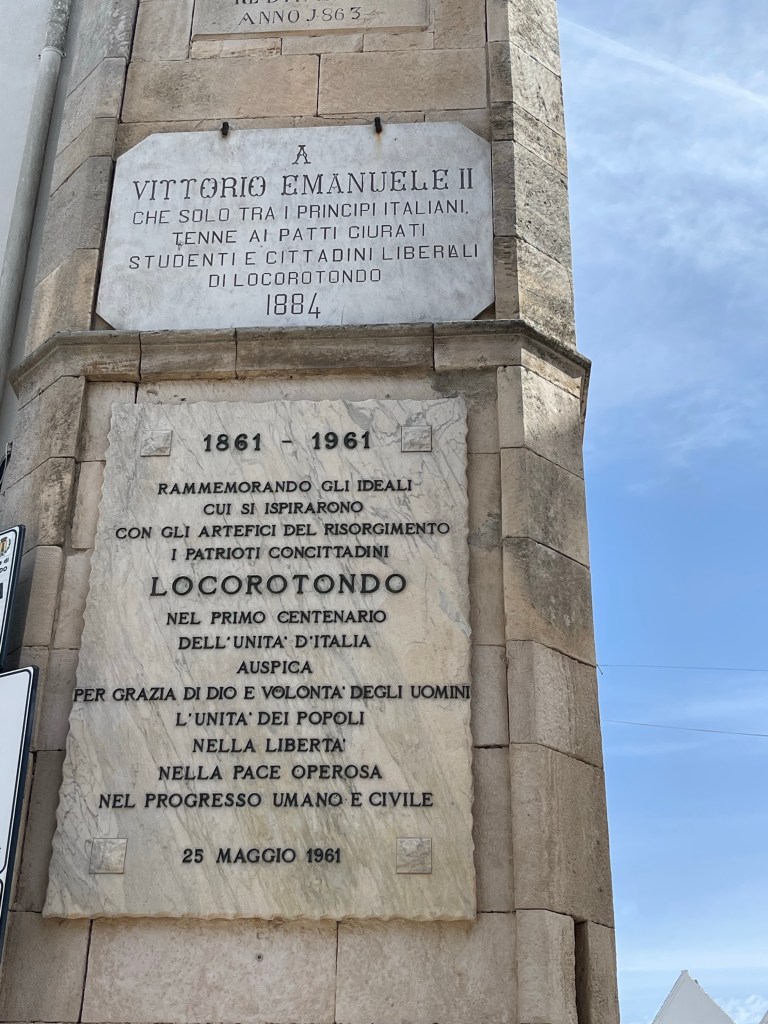 ANNO J·863
A
VITTORIO EMANUELE II
CHE SOLO TRA I PRINCIPI ITALIANI.
TENNE AI PATTI GIURATI
STUDENTI E CITTADINI LIBERALI
DI LOCOROTONDO
1884
1861 - 1961
RAMMEMORANDO GLI IDEALI
CUI SI ISPIRARONO
CON GLI ARTEFICI DEL RISORGIMENTO
I PATRIOTI CONCITTADINI
LOCOROTONDO
NEL PRIMO CENTENARIO
DELL'UNITA' D'ITALIA
AUSPICA
PER GRAZIA DI DIO E VOLONTA' DEGLI UOMINI
L'UNITA' DEI POPOLI
NELLA LIBERTA'
NELLA PACE OPEROSA
NEL PROGRESSO UMANO E CIVILE
25 MAGGIO 1961